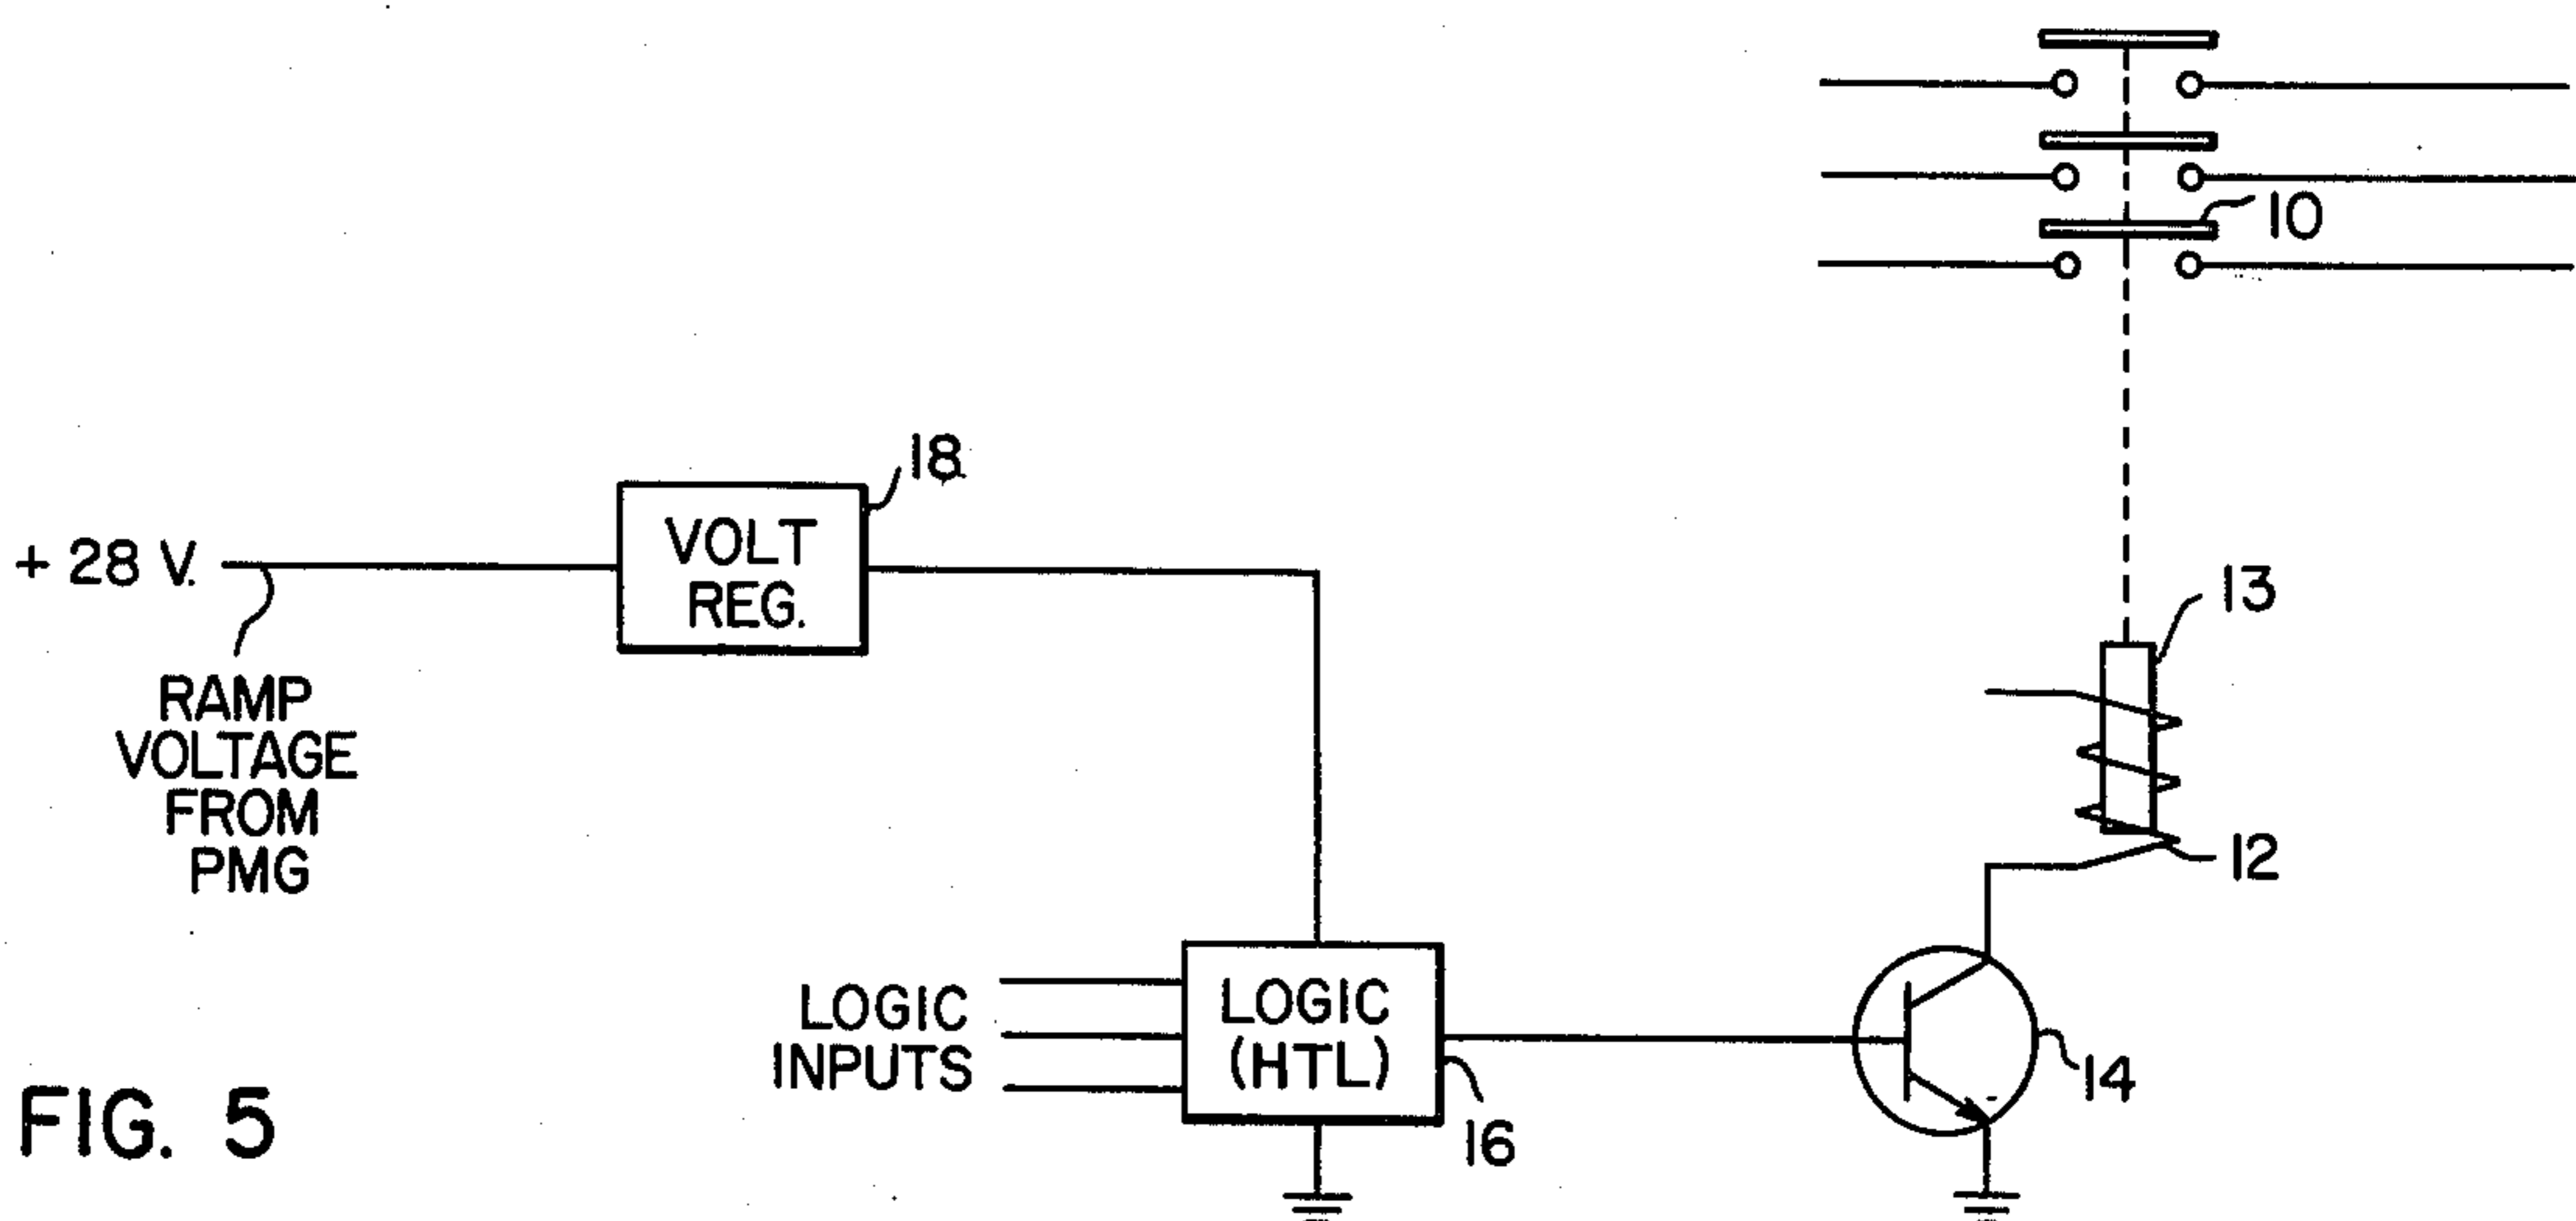 10
18
+ 28 V.
VOLT
REG.
13
RAMP
VOLTAGE
FROM
PMG
12
LOGIC
INPUTS
LOGIC
(HTL)
14
16
FIG. 5